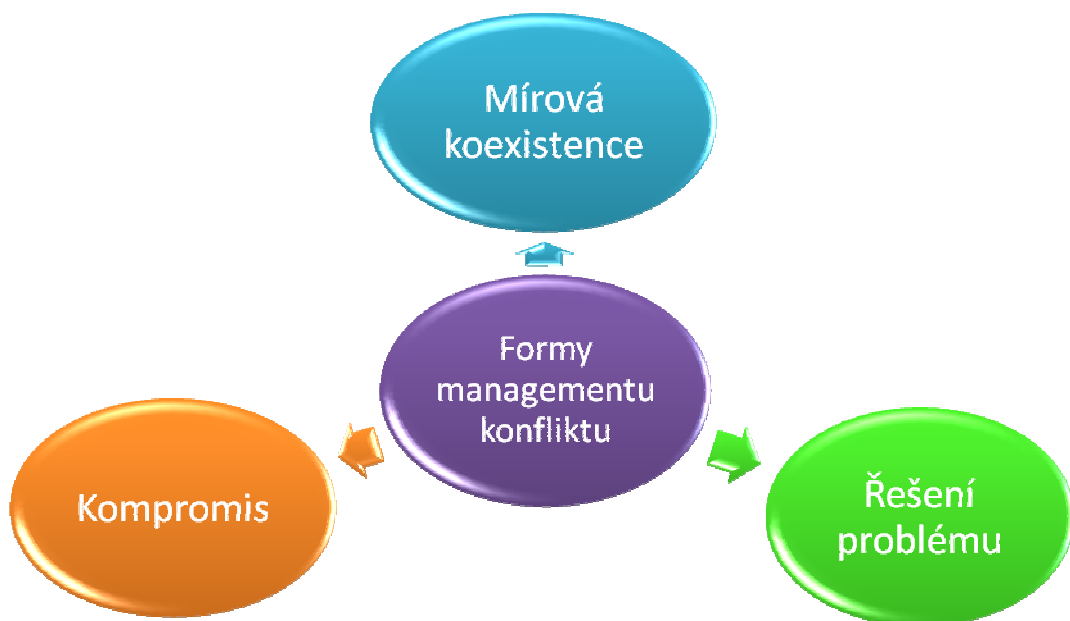 Mírová
koexistence
Formy
managementu
konfliktu
Kompromis
Řešení
problému